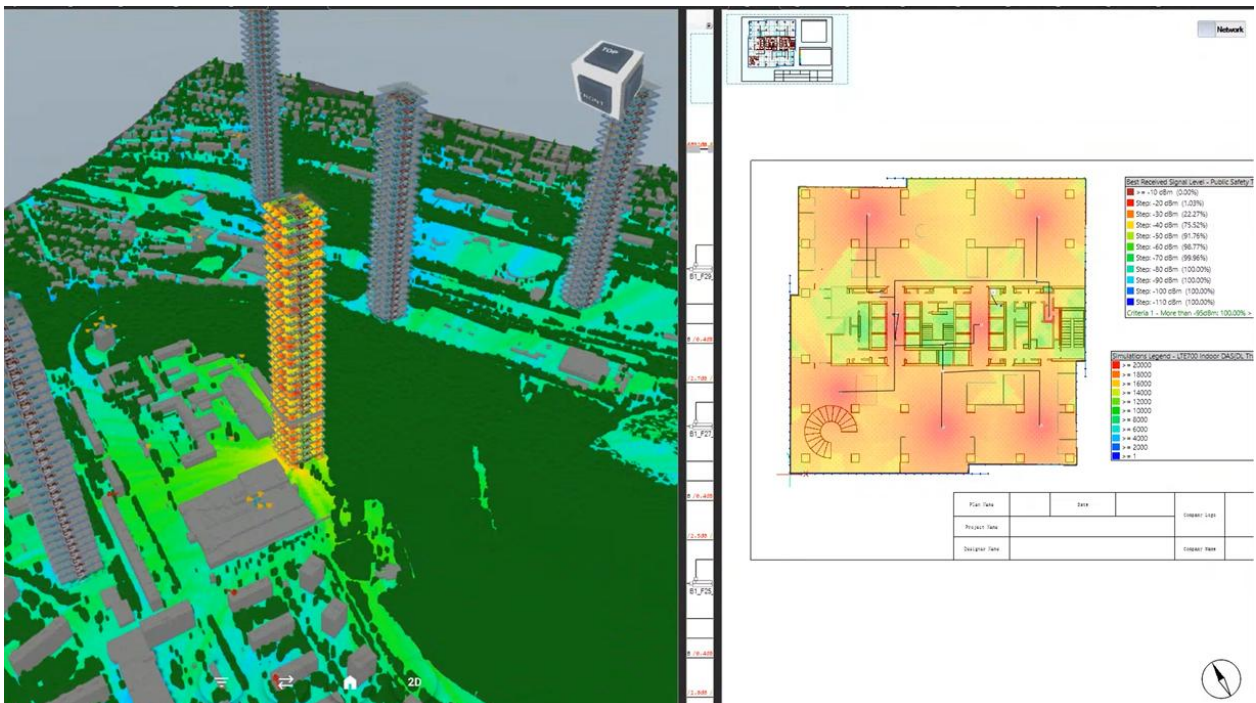 TOP
FRONT
2D
B1_F29
B1_F27
B1_F25
Network
Best Received Signal Level - Public Safety T
>= -10 dBm (0.00%)
Step: -20 dBm (1.03%)
Step: -30 dBm (22.27%)
Step: -40 dBm (75.52%)
Step: -50 dBm (91.76%)
Step: -60 dBm (98.77%)
Step: -70 dBm (99.96%)
Step: -80 dBm (100.00%)
Step: -90 dBm (100.00%)
Step: -100 dBm (100.00%)
Step: -110 dBm (100.00%)
Criteria 1 - More than -95dBm: 100.00% >
Simulations Legend - LTE700 Indoor DAS(DL Th
>= 20000
>= 18000
>= 16000
>= 14000
>= 12000
>= 10000
>= 8000
>= 6000
>= 4000
>= 2000
>= 1
Plan Name
Date
Company Logo
Project Name
Designer Name
Company Name